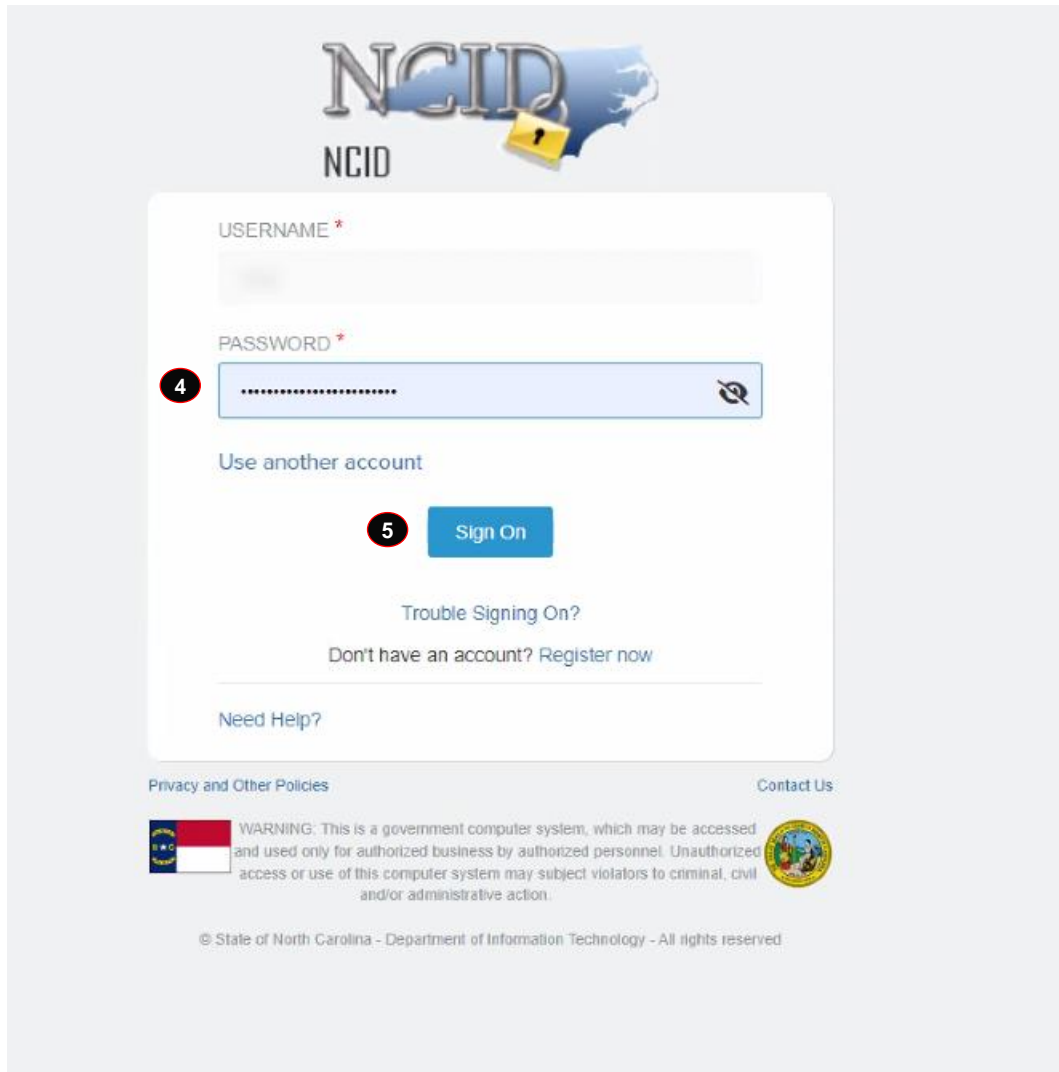 NCID
NCID
USERNAME *
PASSWORD *
4
••••••••••••••••••••••••
Use another account
5
Sign On
Trouble Signing On?
Don't have an account? Register now
Need Help?
Privacy and Other Policies
Contact Us
WARNING: This is a government computer system, which may be accessed
and used only for authorized business by authorized personnel. Unauthorized
access or use of this computer system may subject violators to criminal, civil
and/or administrative action.
© State of North Carolina - Department of Information Technology - All rights reserved